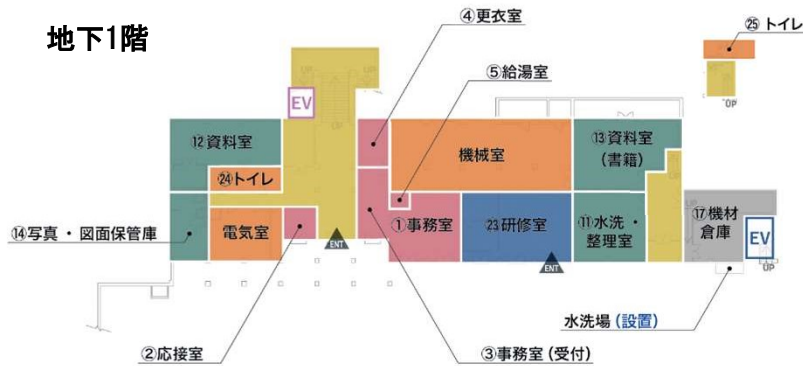 地下1階
④更衣室
㉕トイレ
⑤給湯室
EV
UP
⑫資料室
機械室
⑬資料室
(書籍)
㉔トイレ
⑰機材
倉庫
①事務室
㉓研修室
⑪水洗・
整理室
⑭写真・図面保管庫
電気室
EV
ENT
ENT
UP
水洗場(設置)
②応接室
③事務室(受付)